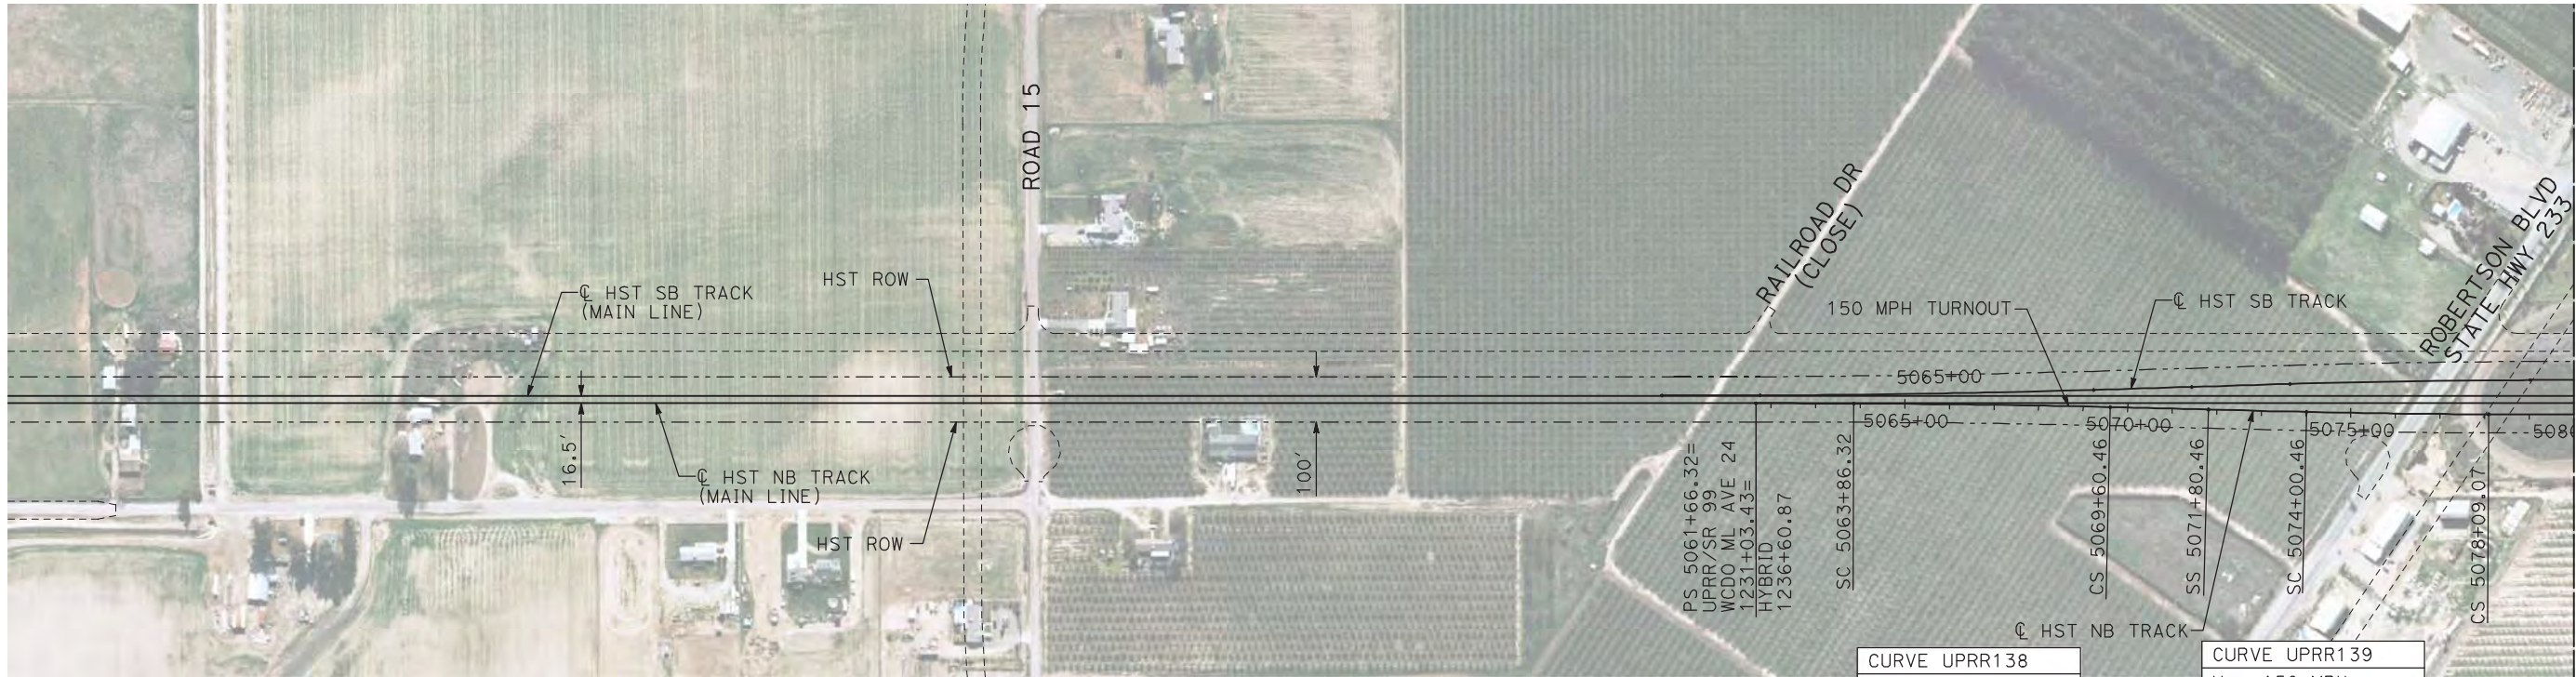 ROAD 15
HST ROW
℄ HST SB TRACK
(MAIN LINE)
16.5'
℄ HST NB TRACK
(MAIN LINE)
HST ROW
100'
RAILROAD DR
(CLOSE)
150 MPH TURNOUT
℄ HST SB TRACK
ROBERTSON BLVD
STATE HWY 233
5065+00
5065+00
5070+00
5075+00
PS 5061+66.32=
UPRR/SR 99
WCDO ML AVE 24
1231+03.43=
HYBRID
1236+60.87
SC 5063+86.32
CS 5069+60.46
SS 5071+80.46
SC 5074+00.46
CS 5078+09.07
℄ HST NB TRACK
CURVE UPRR138
CURVE UPRR139